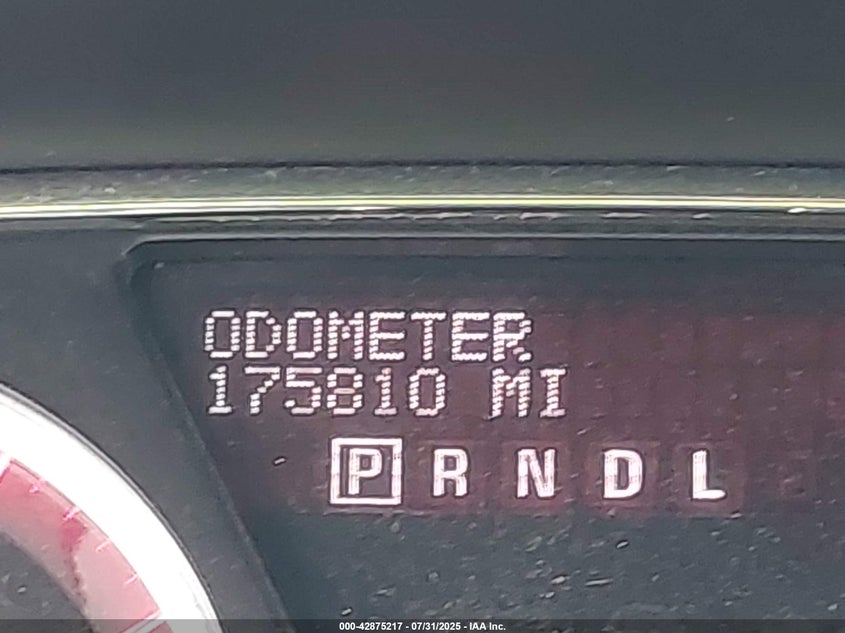 ODOMETER
175810 MI
P R N D L
000-42875217 - 07/31/2025 - IAA Inc.